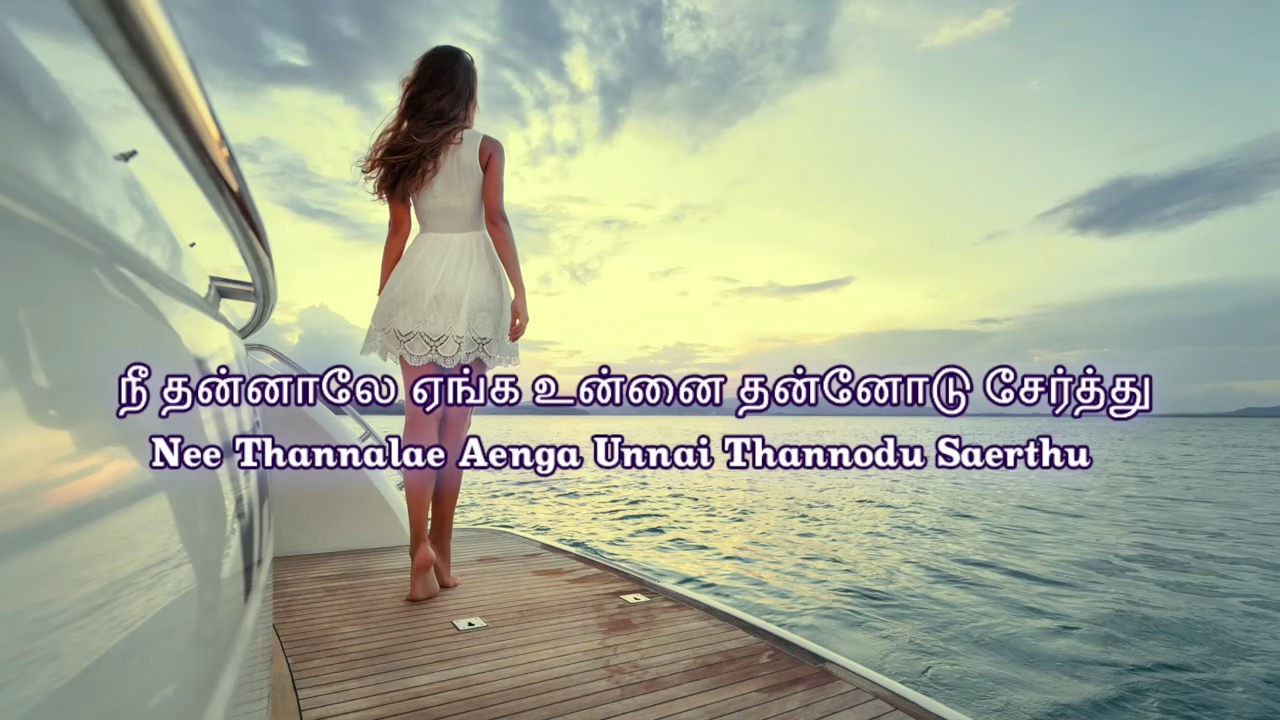 நீ தன்னாலே ஏங்க உன்னை தன்னோடு சேர்த்து
Nee Thannalae Aenga Unnai Thannodu Saerthu